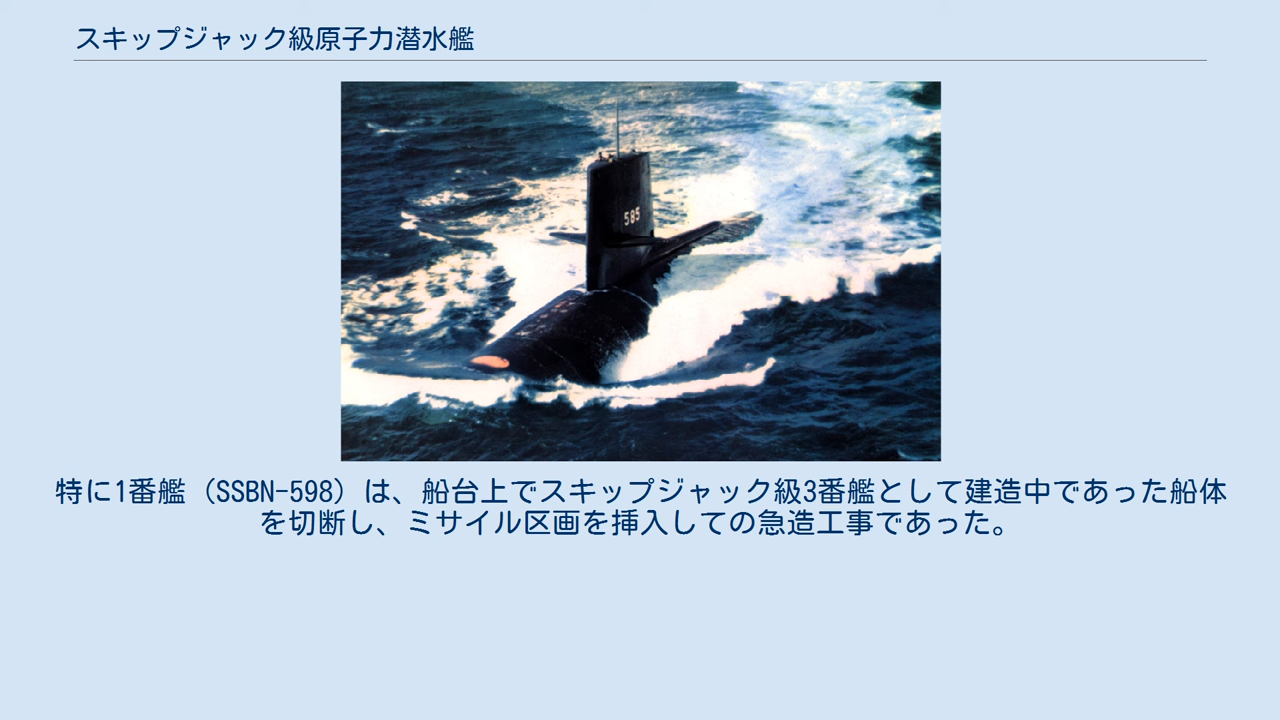 スキップジャック級原子力潜水艦
585
特に1番艦（SSBN-598）は、船台上でスキップジャック級3番艦として建造中であった船体
を切断し、ミサイル区画を挿入しての急造工事であった。